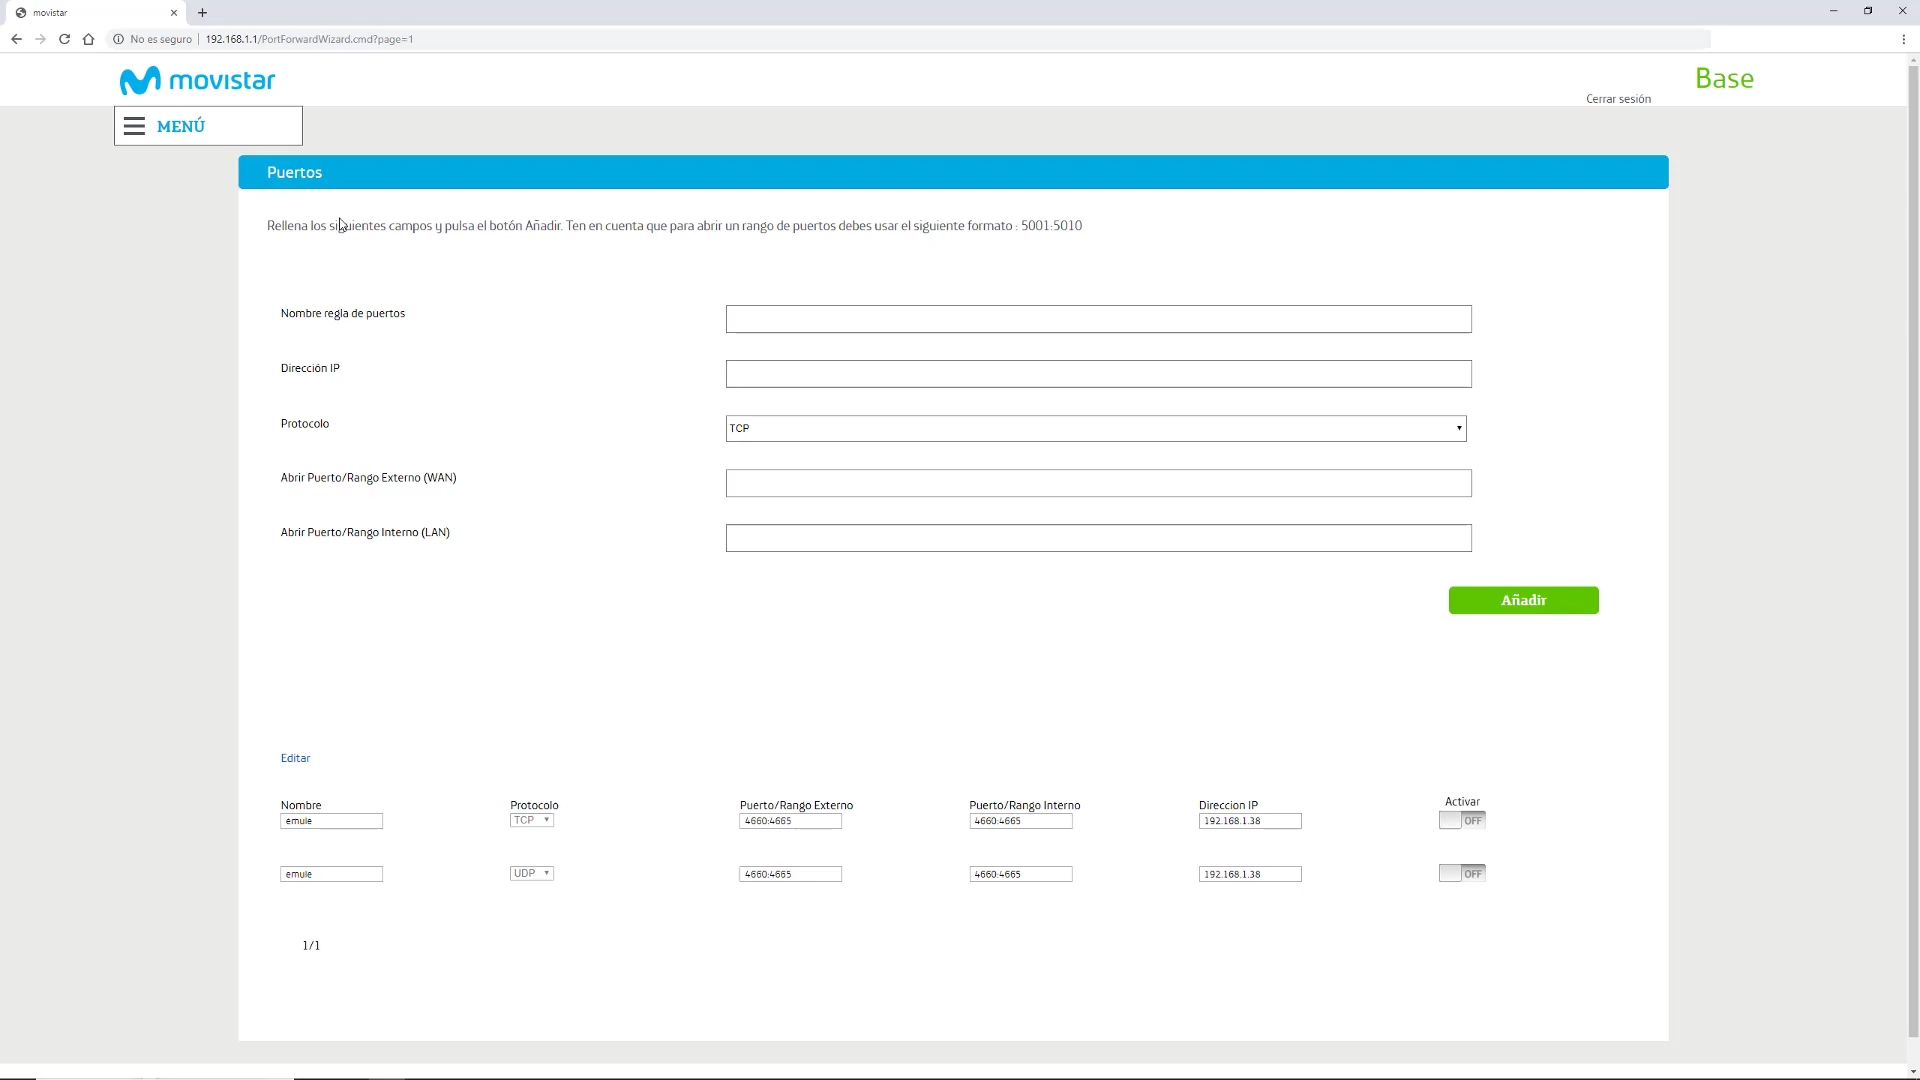 movistar
No es seguro 192.168.1.1/PortForwardWizard.cmd?page=1
movistar
Base
Cerrar sesión
MENÚ
Puertos
Rellena los siguientes campos y pulsa el botón Añadir. Ten en cuenta que para abrir un rango de puertos debes usar el siguiente formato : 5001:5010
Nombre regla de puertos
Dirección IP
Protocolo TCP
Abrir Puerto/Rango Externo (WAN)
Abrir Puerto/Rango Interno (LAN)
Añadir
Editar
Nombre Protocolo Puerto/Rango Externo Puerto/Rango Interno Direccion IP Activar
emule TCP 4660:4665 4660:4665 192.168.1.38 OFF
emule UDP 4660:4665 4660:4665 192.168.1.38 OFF
1/1